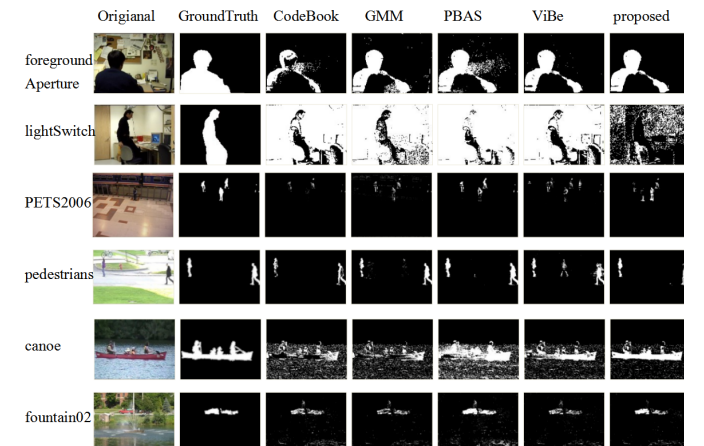 Origianal GroundTruth CodeBook GMM PBAS ViBe proposed
foreground
Aperture
lightSwitch
PETS2006
pedestrians
canoe
fountain02